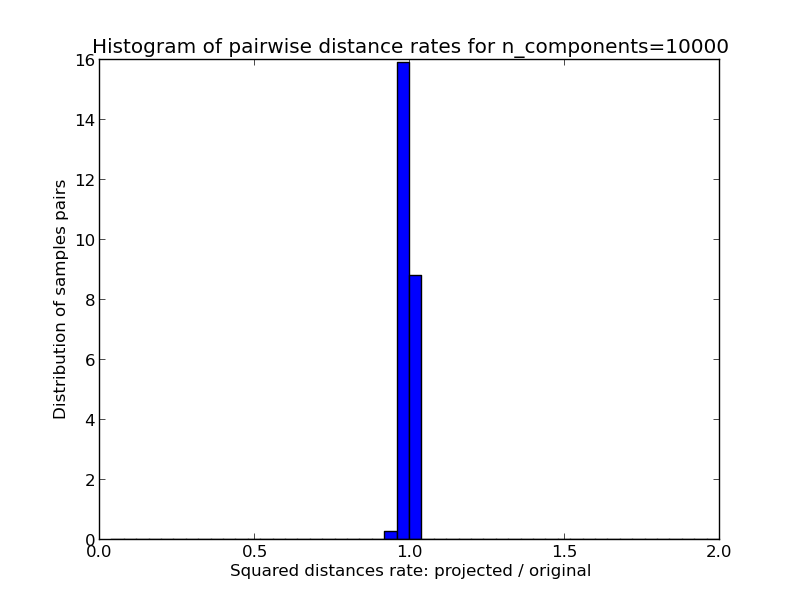 Histogram of pairwise distance rates for n_components=10000
16
14
12
10
8
6
4
2
0
Distribution of samples pairs
0.0 0.5 1.0 1.5 2.0
Squared distances rate: projected / original